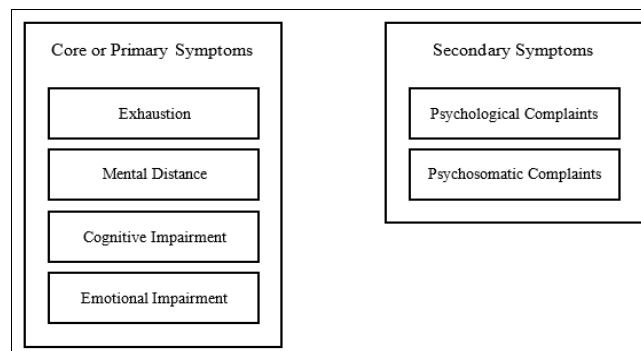 Core or Primary Symptoms
Exhaustion
Mental Distance
Cognitive Impairment
Emotional Impairment
Secondary Symptoms
Psychological Complaints
Psychosomatic Complaints